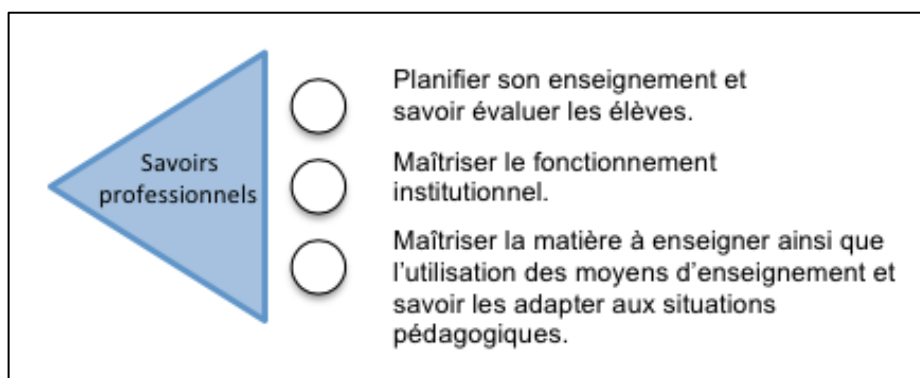 Savoirs
professionnels
Planifier son enseignement et
savoir évaluer les élèves.
Maîtriser le fonctionnement
institutionnel.
Maîtriser la matière à enseigner ainsi que
l'utilisation des moyens d'enseignement et
savoir les adapter aux situations
pédagogiques.